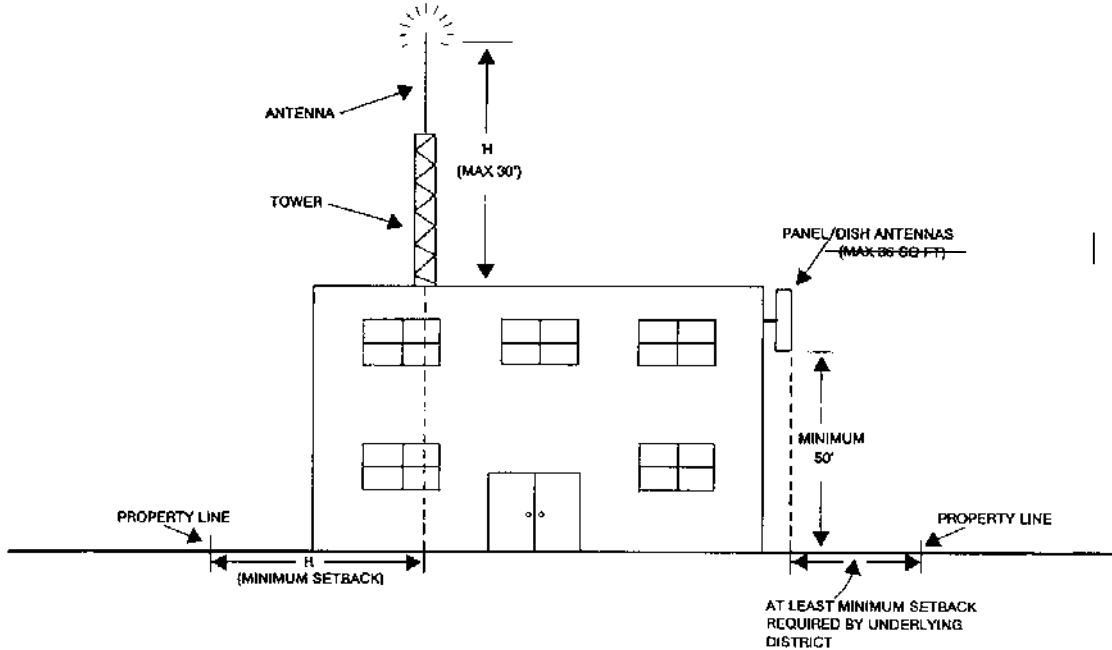 ANTENNA
H
(MAX 30')
TOWER
PANEL/DISH ANTENNAS
(MAX 36 SQ FT)
MINIMUM
50'
PROPERTY LINE
PROPERTY LINE
H
(MINIMUM SETBACK)
AT LEAST MINIMUM SETBACK
REQUIRED BY UNDERLYING
DISTRICT